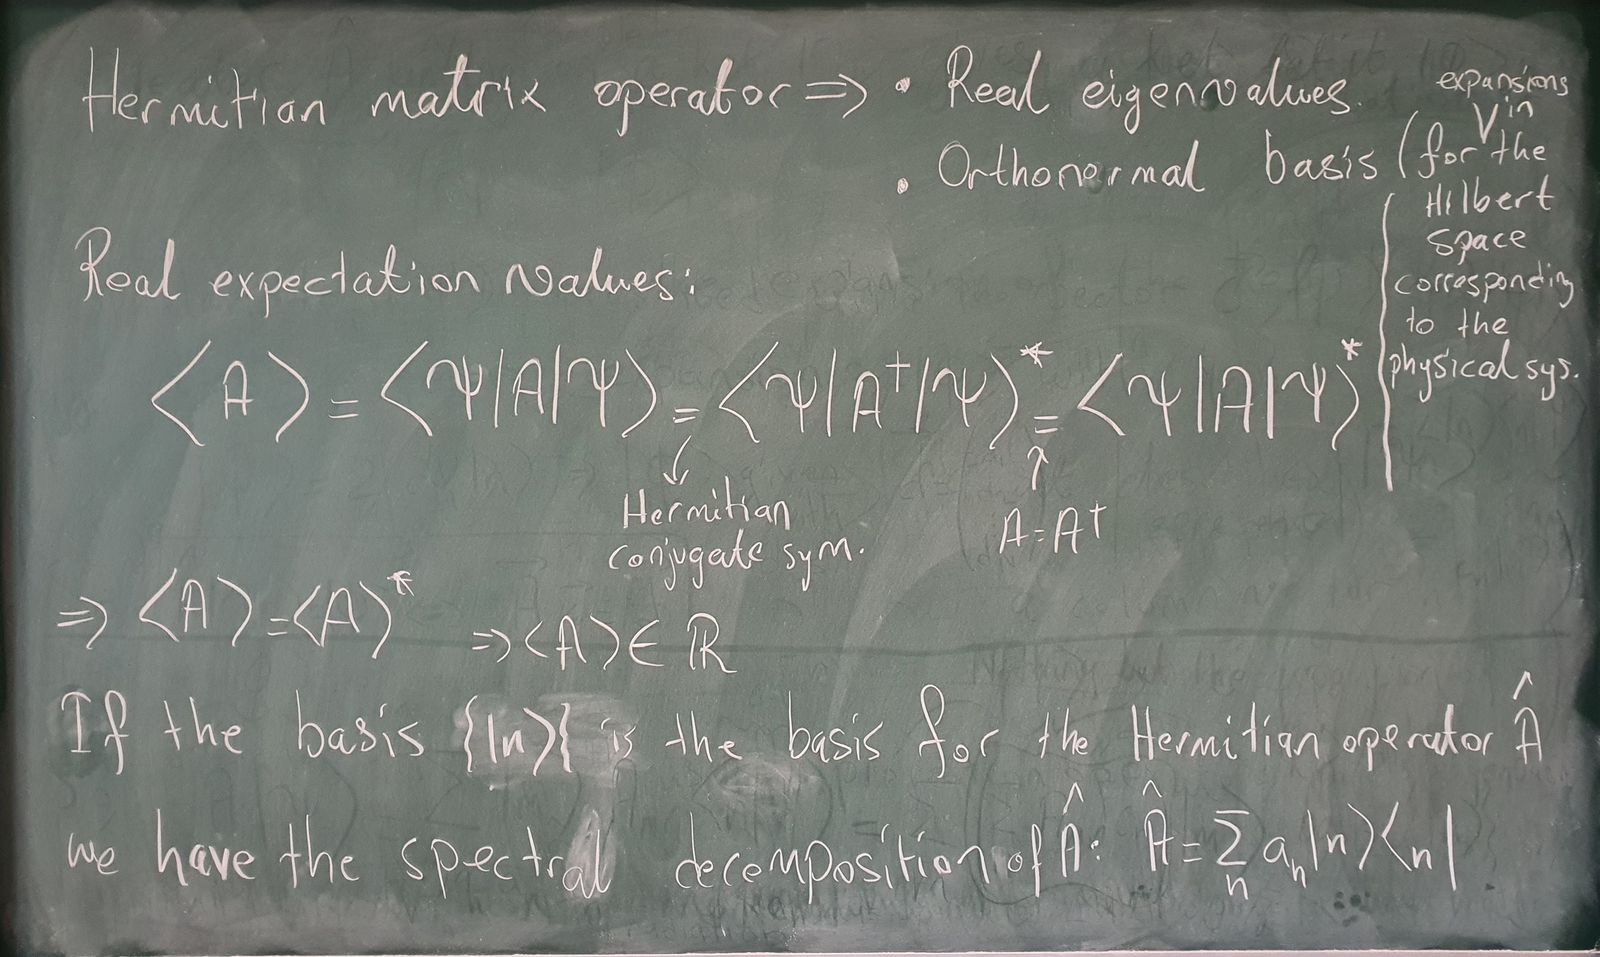 Hermitian matrix operator ⇒ • Real eigenvalues.
• Orthonormal basis (for expansions in the
Hilbert
space
corresponding
to the
physical sys.
Real expectation values:
⟨A⟩ = ⟨Ψ|A|Ψ⟩ = ⟨Ψ|A†|Ψ⟩* = ⟨Ψ|A|Ψ⟩*
Hermitian
conjugate sym.
A=A†
⇒ ⟨A⟩=⟨A⟩* ⇒ ⟨A⟩ ∈ ℝ
If the basis {|n⟩} is the basis for the Hermitian operator Â
we have the spectral decomposition of Â: Â = Σₙ aₙ|n⟩⟨n|